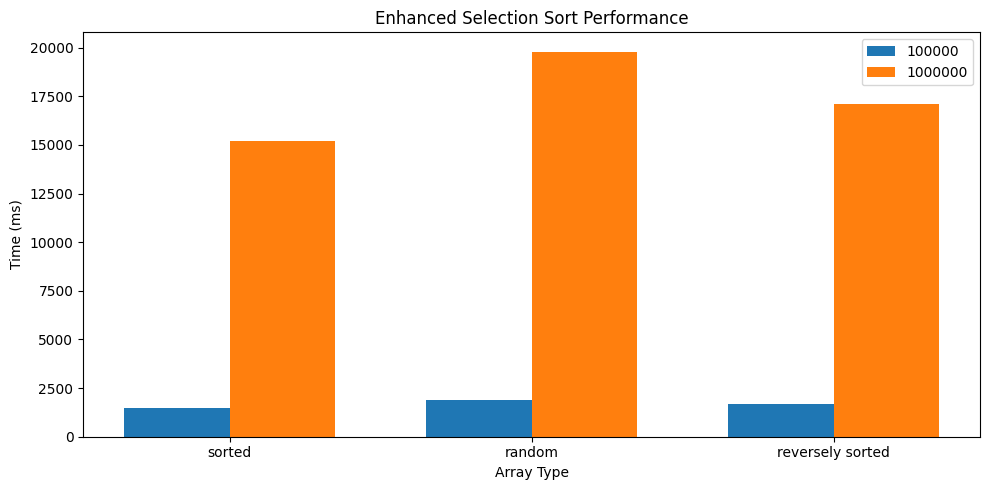 Enhanced Selection Sort Performance
100000
1000000
20000
17500
15000
12500
10000
7500
5000
2500
0
Time (ms)
sorted
random
reversely sorted
Array Type